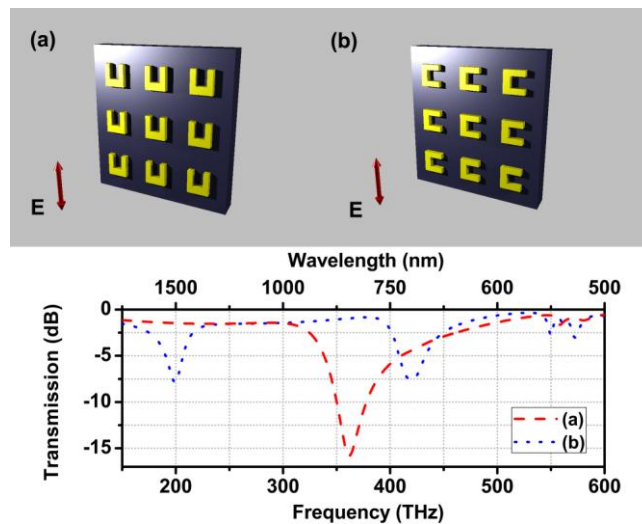 (a) (b)
E E
Wavelength (nm)
1500 1000 750 600 500
Transmission (dB)
0
-5
-10
-15
(a)
(b)
200 300 400 500 600
Frequency (THz)